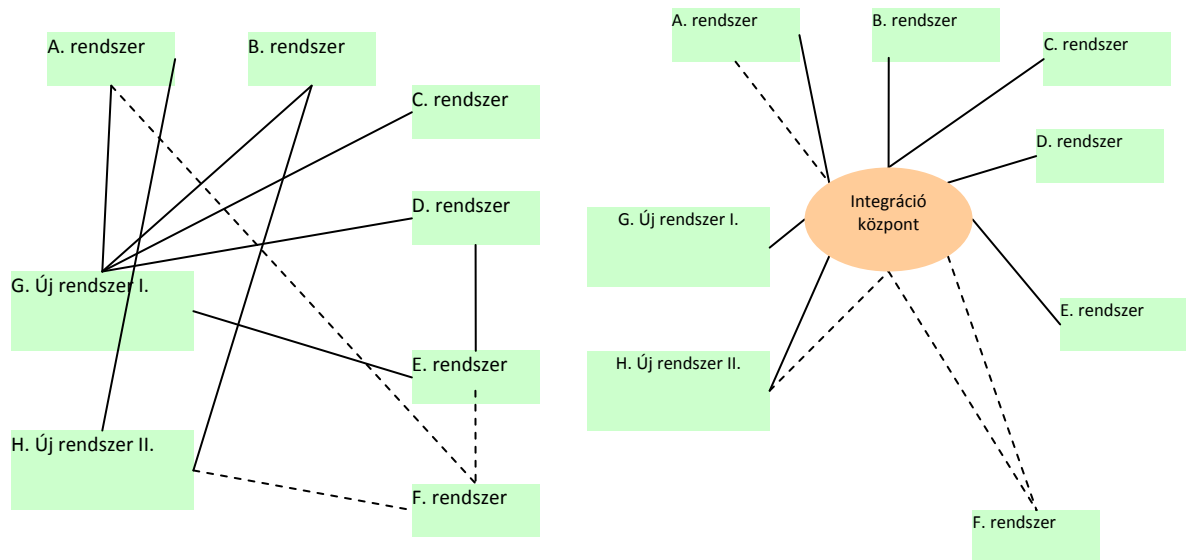 A. rendszer
B. rendszer
C. rendszer
D. rendszer
G. Új rendszer I.
E. rendszer
H. Új rendszer II.
F. rendszer
A. rendszer
B. rendszer
C. rendszer
D. rendszer
Integráció
központ
G. Új rendszer I.
E. rendszer
H. Új rendszer II.
F. rendszer